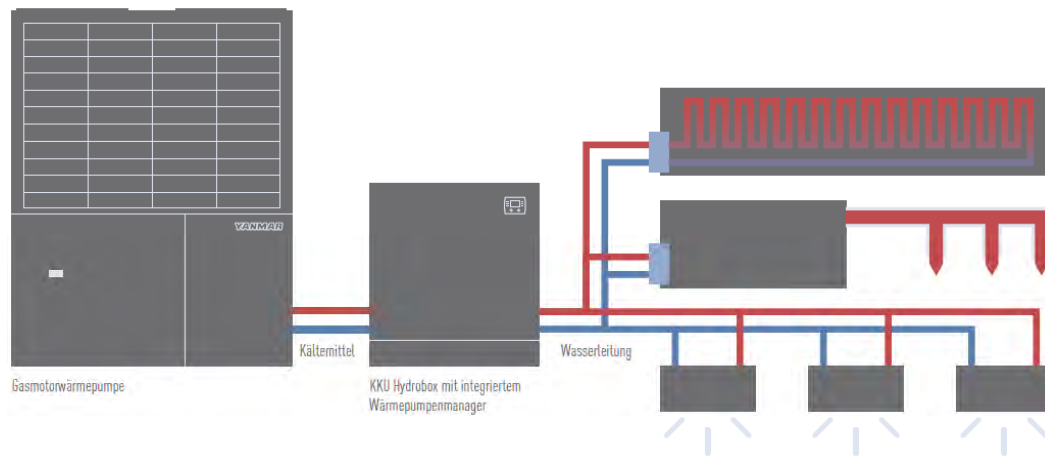 YANMAR
Kältemittel
Wasserleitung
Gasmotorwärmepumpe
KKU Hydrobox mit integriertem
Wärmepumpenmanager